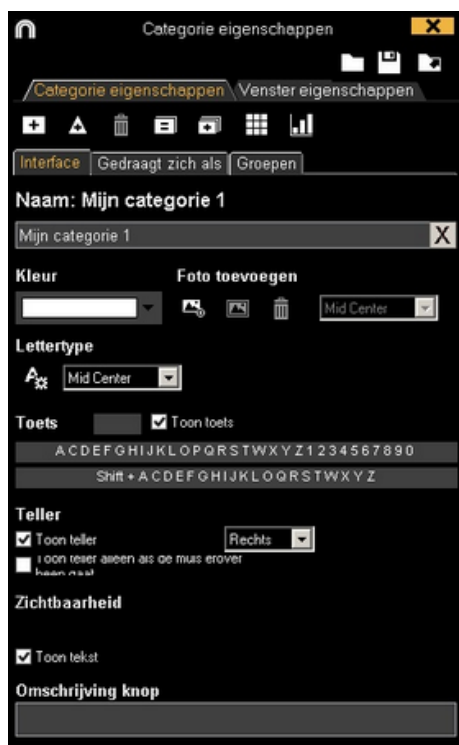 Categorie eigenschappen
X
Categorie eigenschappen Venster eigenschappen
Interface Gedraagt zich als Groepen
Naam: Mijn categorie 1
Mijn categorie 1 X
Kleur Foto toevoegen
Mid Center
Lettertype
Mid Center
Toets Toon toets
A C D E F G H I J K L O P Q R S T W X Y Z 1 2 3 4 5 6 7 8 9 0
Shift + A C D E F G H I J K L O Q R S T W X Y Z
Teller
Toon teller Rechts
Toon teller alleen als de muis erover
heen gaat
Zichtbaarheid
Toon tekst
Omschrijving knop